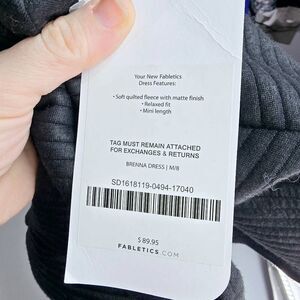 Your New Fabletics
Dress Features:
• Soft quilted fleece with matte finish
• Relaxed fit
• Mini length
TAG MUST REMAIN ATTACHED
FOR EXCHANGES & RETURNS
BRENNA DRESS | M/8
SD1618119-0494-17040
$ 89.95
FABLETICS.COM